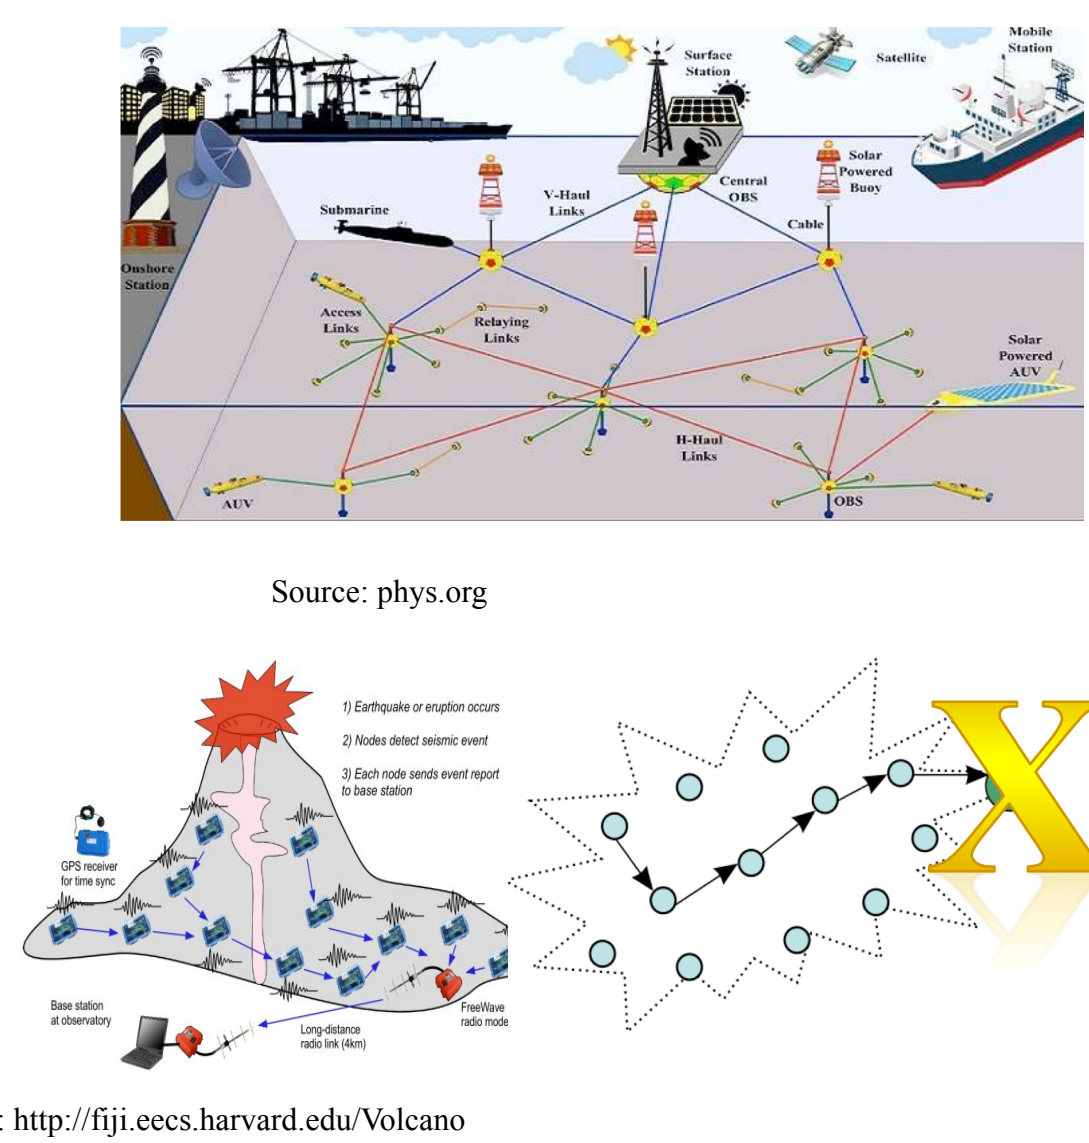 Mobile
Station
Surface
Station
Satellite
Solar
Powered
Buoy
Central
OBS
V-Haul
Links
Submarine
Cable
Onshore
Station
Access
Links
Relaying
Links
Solar
Powered
AUV
H-Haul
Links
AUV
OBS
Source: phys.org
1) Earthquake or eruption occurs
2) Nodes detect seismic event
3) Each node sends event report
to base station
GPS receiver
for time sync
Base station
at observatory
FreeWave
radio mode
Long-distance
radio link (4km)
X
: http://fiji.eecs.harvard.edu/Volcano